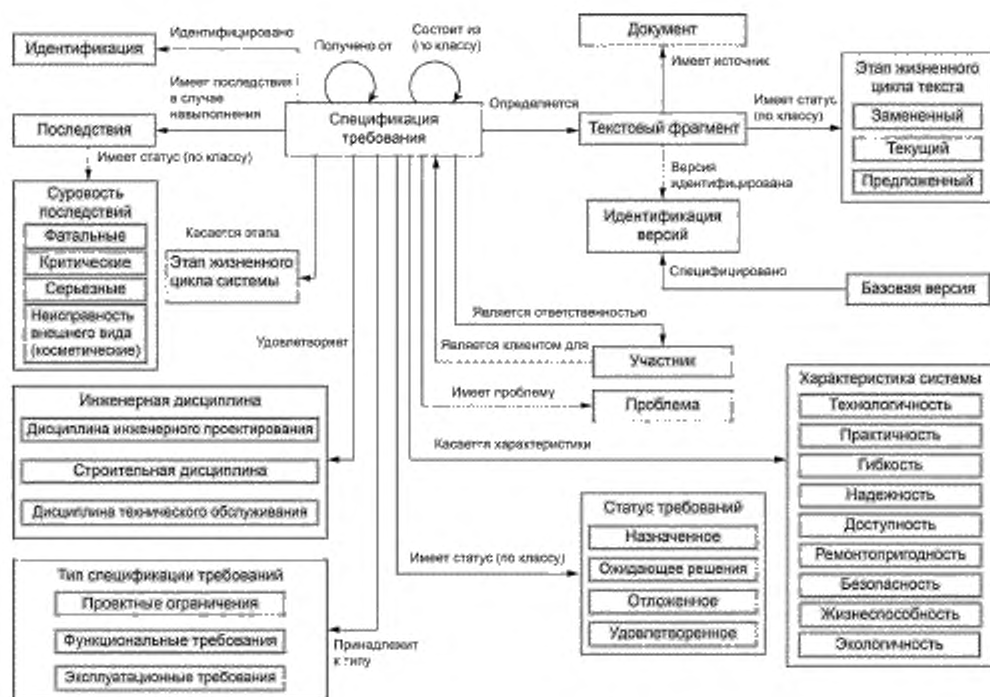 Идентификация
Идентифицировано
Получено от
Состоит из
(по классу)
Документ
Имеет источник
Этап жизненного
цикла текста
Замененный
Текущий
Предложенный
Имеет последствия
в случае
навыполнения
Последствия
Спецификация
требования
Определяется
Текстовый фрагмент
Имеет статус
(по классу)
Имеет статус (по классу)
Суровость
последствий
Фатальные
Критические
Серьезные
Неисправность
внешнего вида
(косметические)
Касается этапа
Этап жизненного
цикла системы
Версия
идентифицирована
Идентификация
версий
Специфицировано
Базовая версия
Является ответственностью
Удовлетворяет
Является клиентом для
Участник
Имеет проблему
Проблема
Инженерная дисциплина
Дисциплина инженерного проектирования
Строительная дисциплина
Дисциплина технического обслуживания
Касается характеристики
Характеристика системы
Технологичность
Практичность
Гибкость
Надежность
Доступность
Ремонтопригодность
Безопасность
Жизнеспособность
Экологичность
Статус требований
Назначенное
Ожидающее решения
Отложенное
Удовлетворенное
Имеет статус (по классу)
Тип спецификации требований
Проектные ограничения
Функциональные требования
Эксплуатационные требования
Принадлежит
к типу